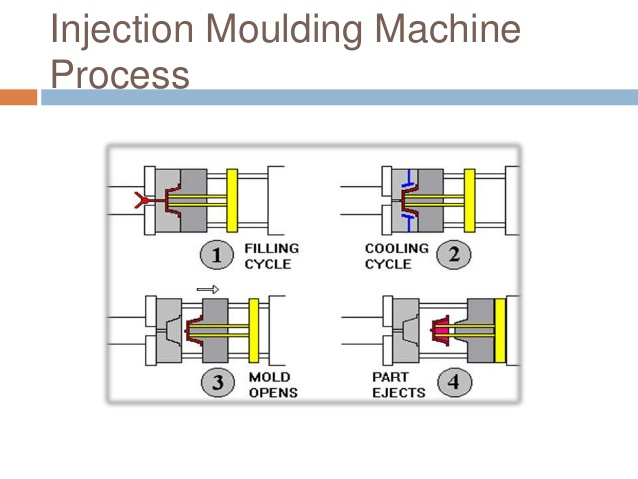 Injection Moulding Machine
Process
1
FILLING
CYCLE
COOLING
CYCLE
2
3
MOLD
OPENS
PART
EJECTS
4